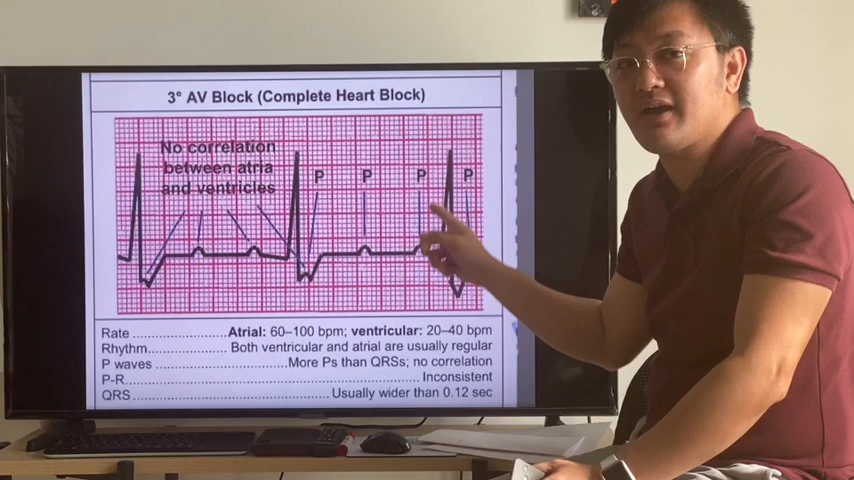 3° AV Block (Complete Heart Block)
No correlation
between atria
and ventricles
P P P P
Rate ........................... Atrial: 60–100 bpm; ventricular: 20–40 bpm
Rhythm...................... Both ventricular and atrial are usually regular
P waves .....................................More Ps than QRSs; no correlation
P-R........................................................................... Inconsistent
QRS................................................. Usually wider than 0.12 sec